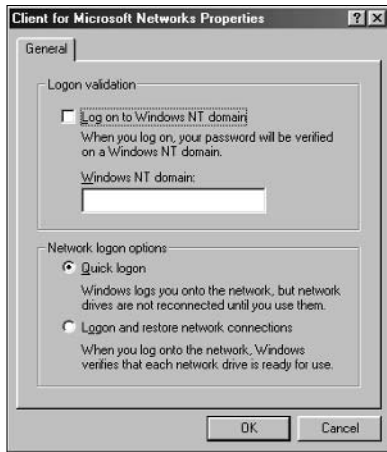 Client for Microsoft Networks Properties
General
Logon validation
Log on to Windows NT domain
When you log on, your password will be verified
on a Windows NT domain.
Windows NT domain:
Network logon options
Quick logon
Windows logs you onto the network, but network
drives are not reconnected until you use them.
Logon and restore network connections
When you log onto the network, Windows
verifies that each network drive is ready for use.
OK
Cancel